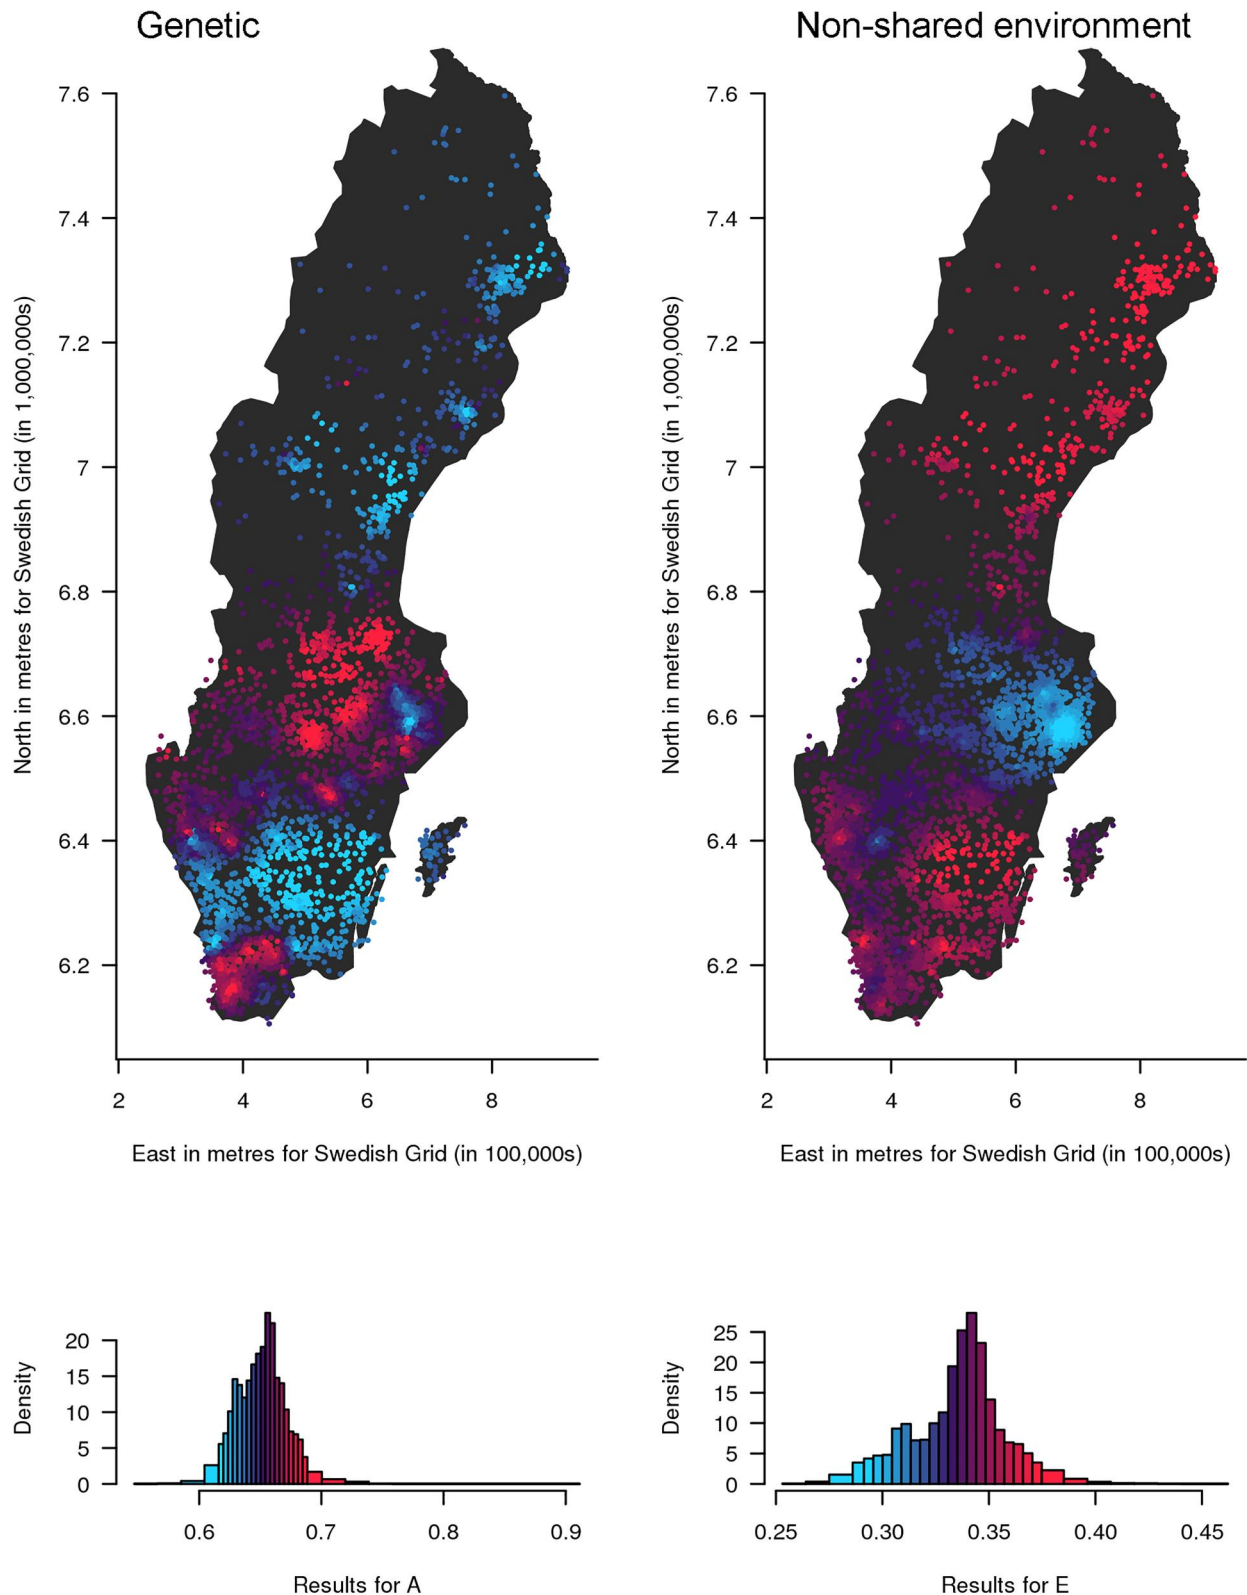 Genetic
Non-shared environment
7.6
7.4
7.2
7
6.8
6.6
6.4
6.2
North in metres for Swedish Grid (in 1,000,000s)
2 4 6 8
East in metres for Swedish Grid (in 100,000s)
7.6
7.4
7.2
7
6.8
6.6
6.4
6.2
North in metres for Swedish Grid (in 1,000,000s)
2 4 6 8
East in metres for Swedish Grid (in 100,000s)
20
15
10
5
0
Density
0.6 0.7 0.8 0.9
Results for A
25
20
15
10
5
0
Density
0.25 0.30 0.35 0.40 0.45
Results for E